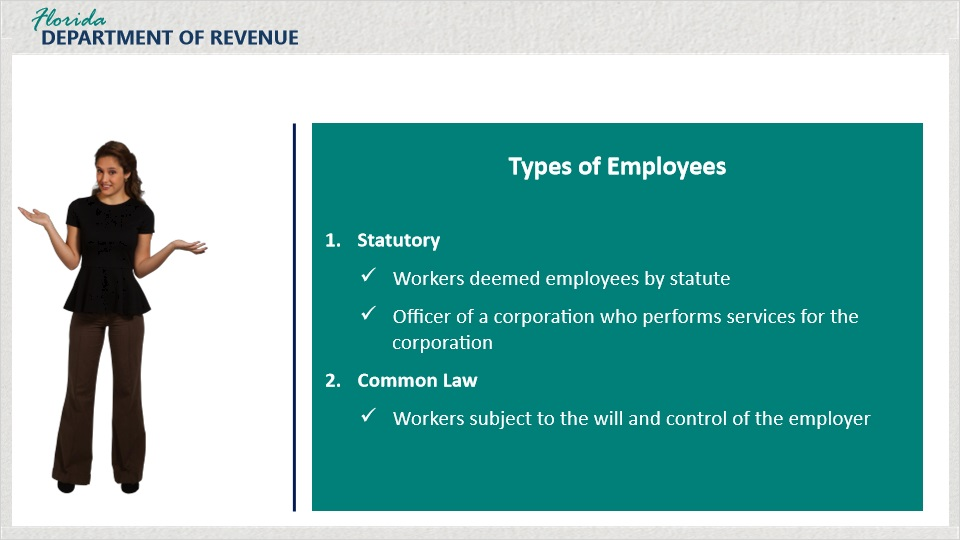 Florida
DEPARTMENT OF REVENUE
Types of Employees
1. Statutory
✓ Workers deemed employees by statute
✓ Officer of a corporation who performs services for the
corporation
2. Common Law
✓ Workers subject to the will and control of the employer